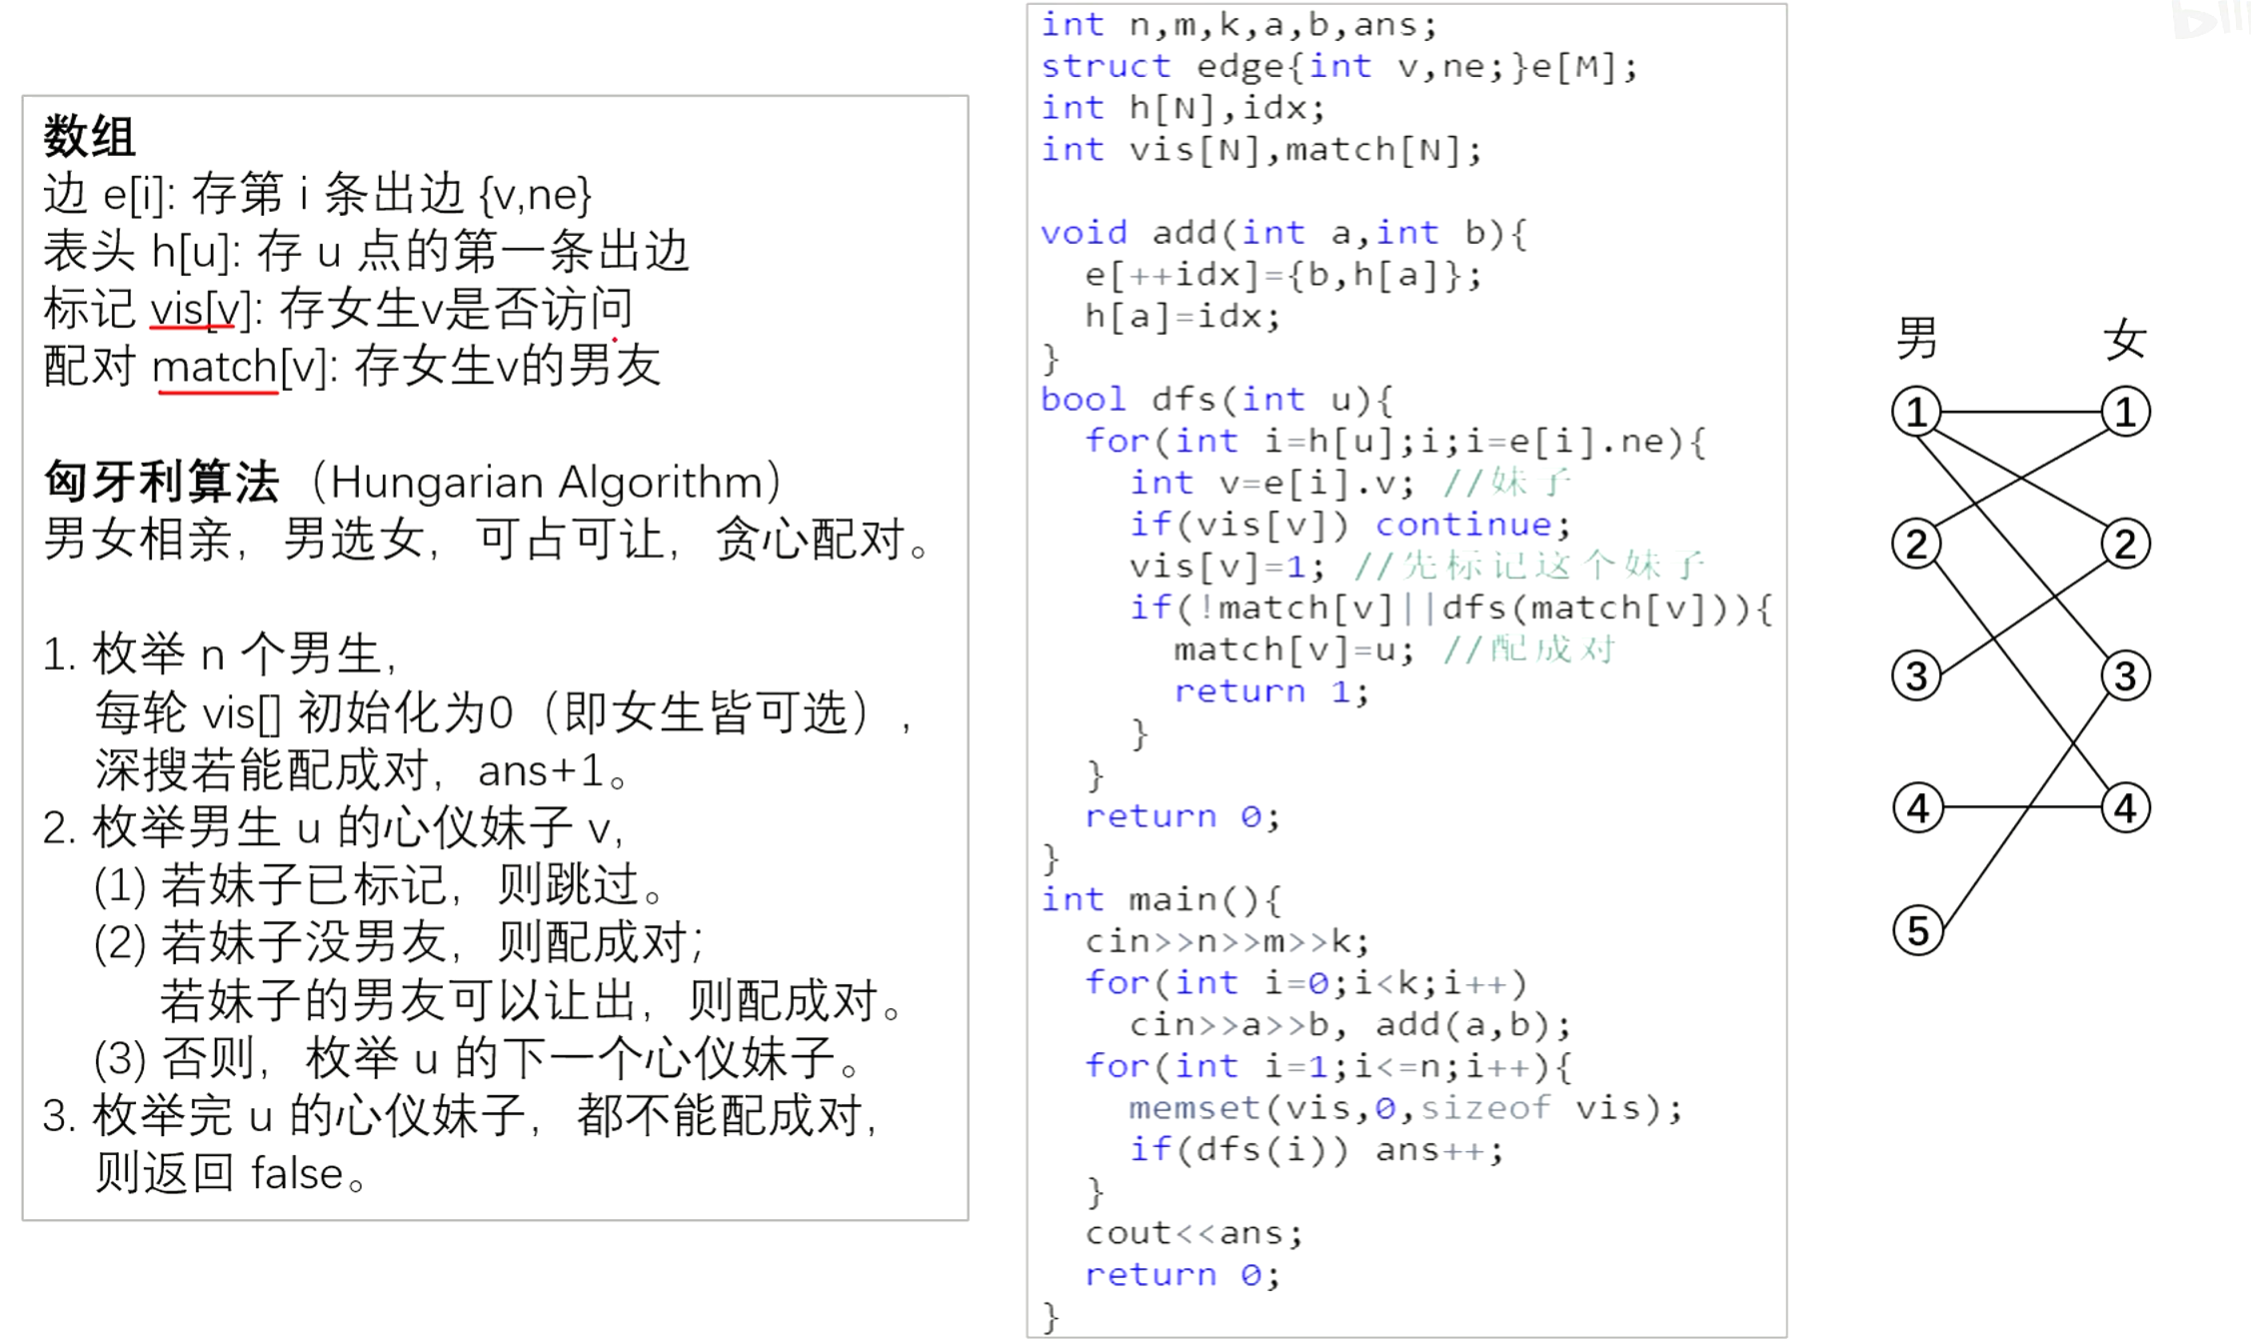 数组
边 e[i]: 存第 i 条出边 {v,ne}
表头 h[u]: 存 u 点的第一条出边
标记 vis[v]: 存女生v是否访问
配对 match[v]: 存女生v的男友
匈牙利算法（Hungarian Algorithm）
男女相亲，男选女，可占可让，贪心配对。
1. 枚举 n 个男生，
每轮 vis[] 初始化为0（即女生皆可选），
深搜若能配成对，ans+1。
2. 枚举男生 u 的心仪妹子 v，
(1) 若妹子已标记，则跳过。
(2) 若妹子没男友，则配成对；
若妹子的男友可以让出，则配成对。
(3) 否则，枚举 u 的下一个心仪妹子。
3. 枚举完 u 的心仪妹子，都不能配成对，
则返回 false。
int n,m,k,a,b,ans;
struct edge{int v,ne;}e[M];
int h[N],idx;
int vis[N],match[N];
void add(int a,int b){
e[++idx]={b,h[a]};
h[a]=idx;
}
bool dfs(int u){
for(int i=h[u];i;i=e[i].ne){
int v=e[i].v; //妹子
if(vis[v]) continue;
vis[v]=1; //先标记这个妹子
if(!match[v]||dfs(match[v])){
match[v]=u; //配成对
return 1;
}
}
return 0;
}
int main(){
cin>>n>>m>>k;
for(int i=0;i<k;i++)
cin>>a>>b, add(a,b);
for(int i=1;i<=n;i++){
memset(vis,0,sizeof vis);
if(dfs(i)) ans++;
}
cout<<ans;
return 0;
}
男 女
1 1
2 2
3 3
4 4
5